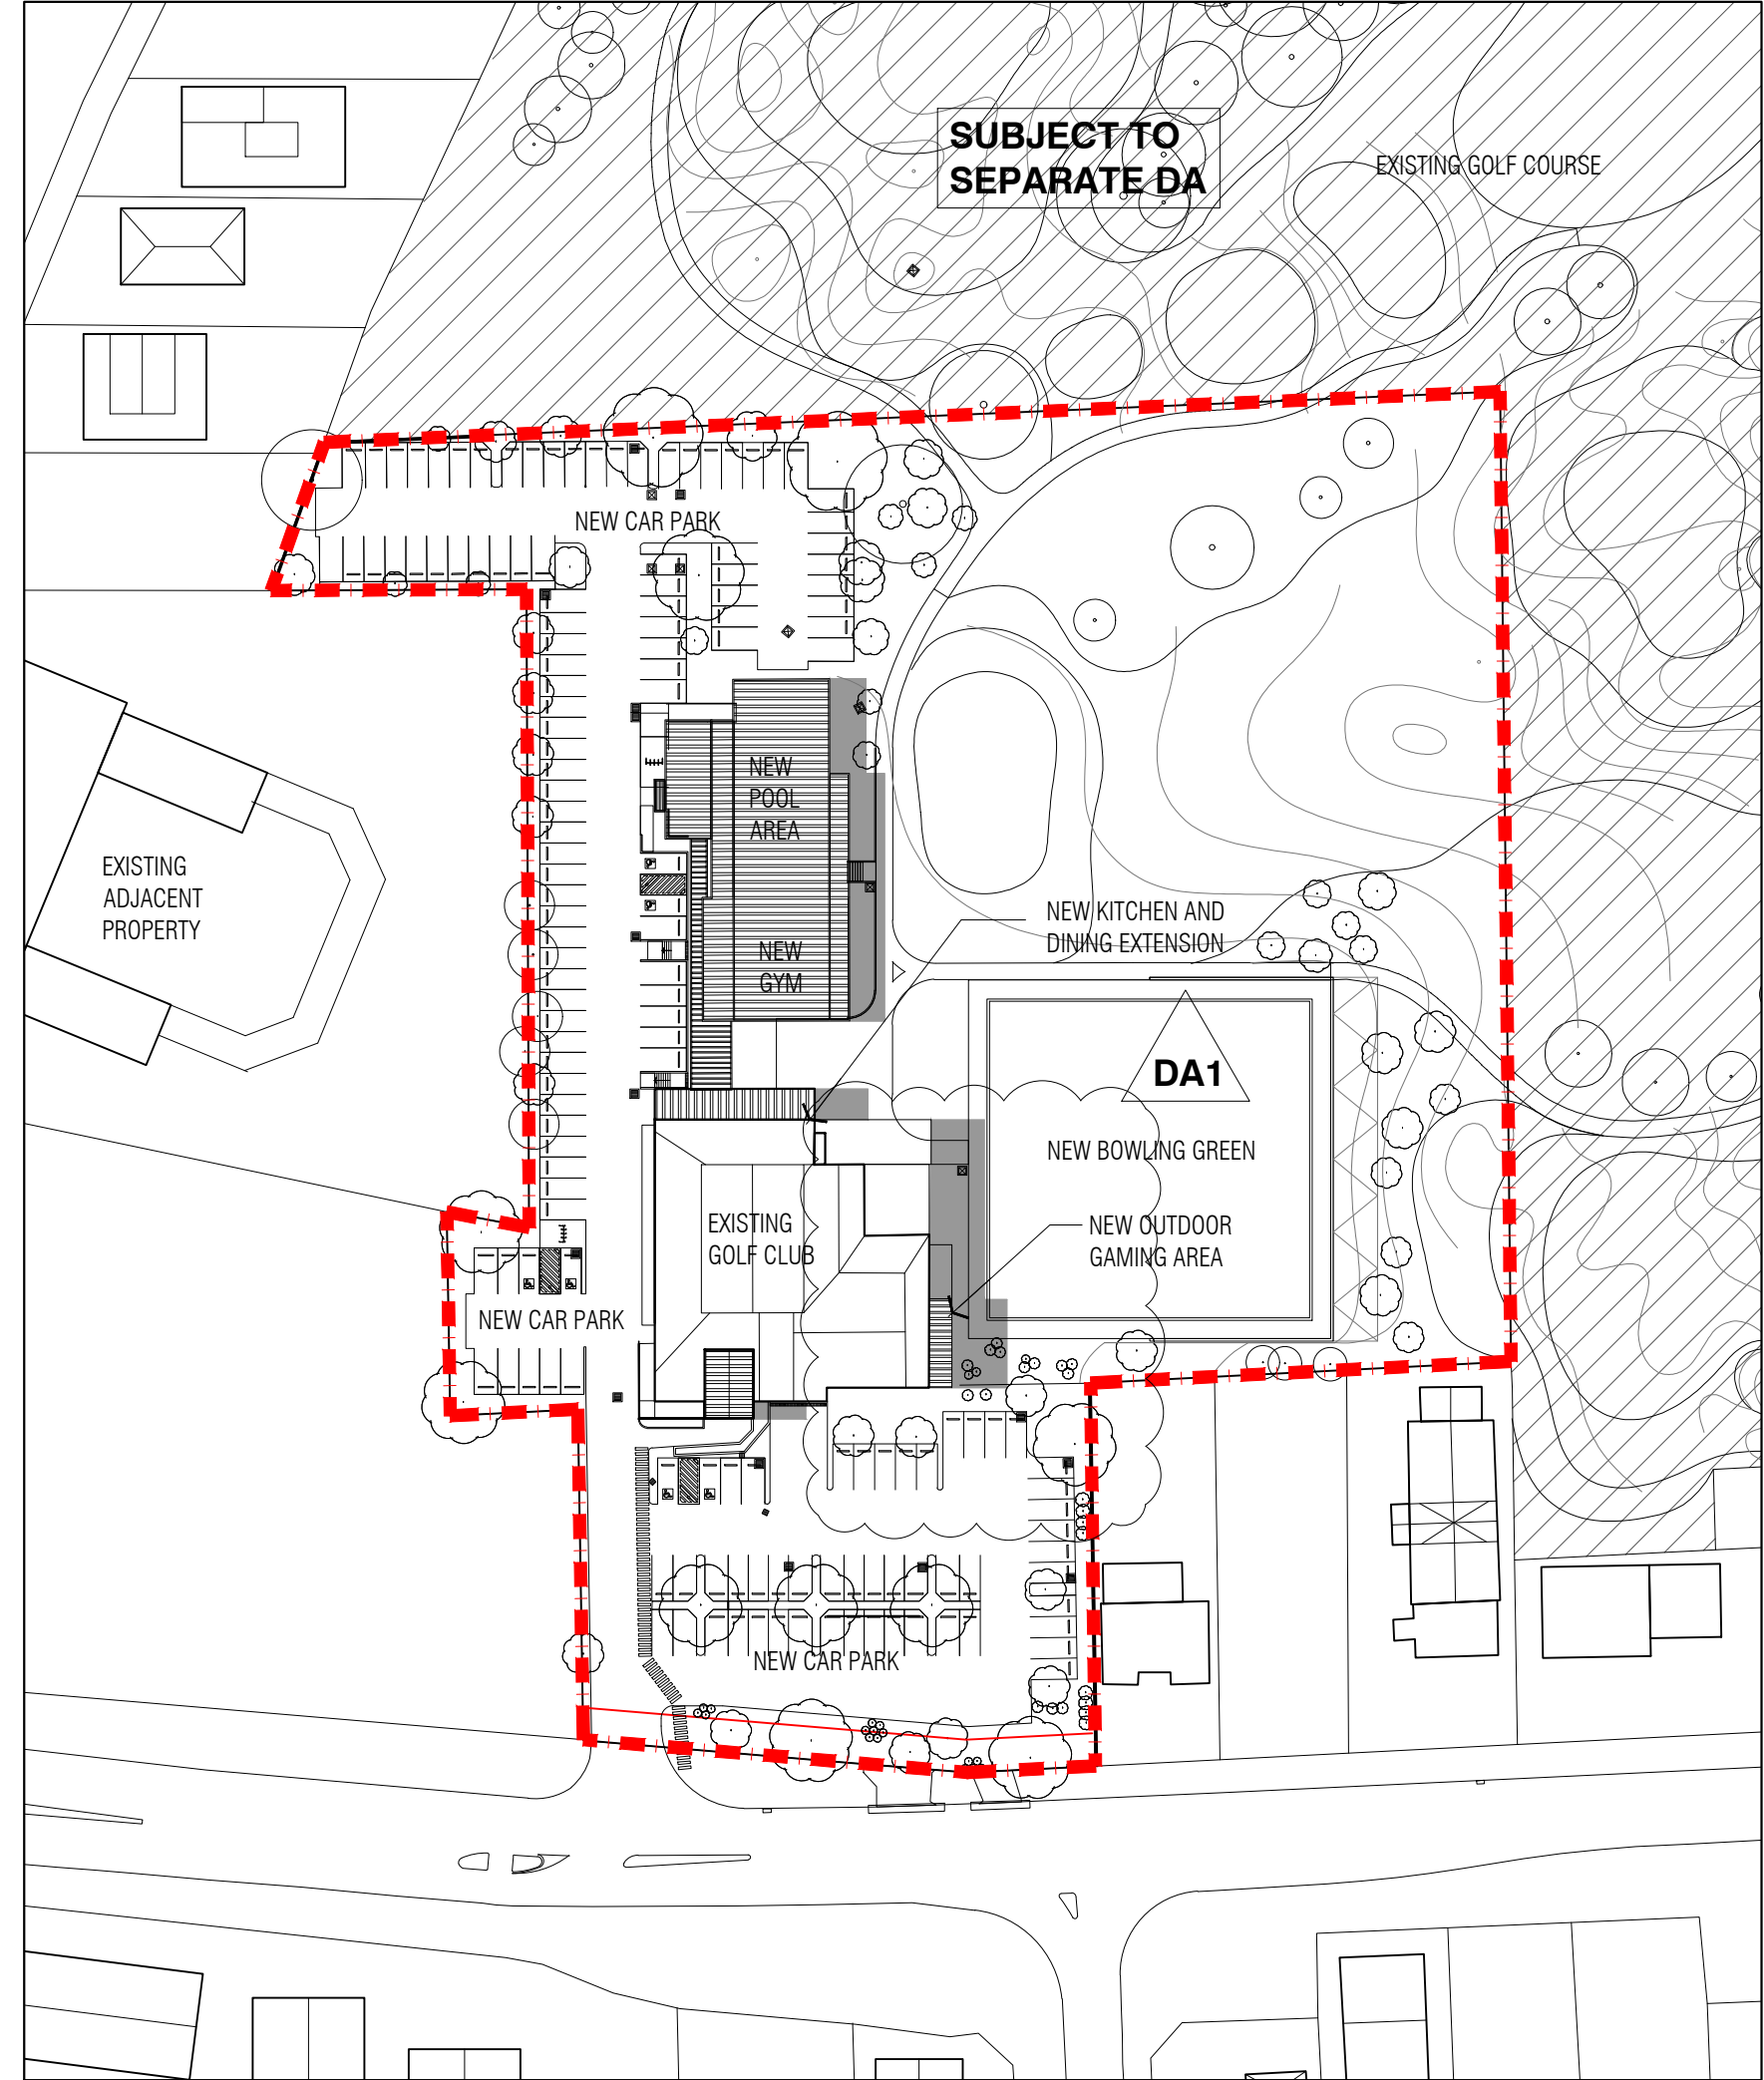 SUBJECT TO
SEPARATE DA
EXISTING GOLF COURSE
NEW CAR PARK
NEW
POOL
AREA
EXISTING
ADJACENT
PROPERTY
NEW KITCHEN AND
DINING EXTENSION
NEW
GYM
DA1
NEW BOWLING GREEN
EXISTING
GOLF CLUB
NEW OUTDOOR
GAMING AREA
NEW CAR PARK
NEW CAR PARK